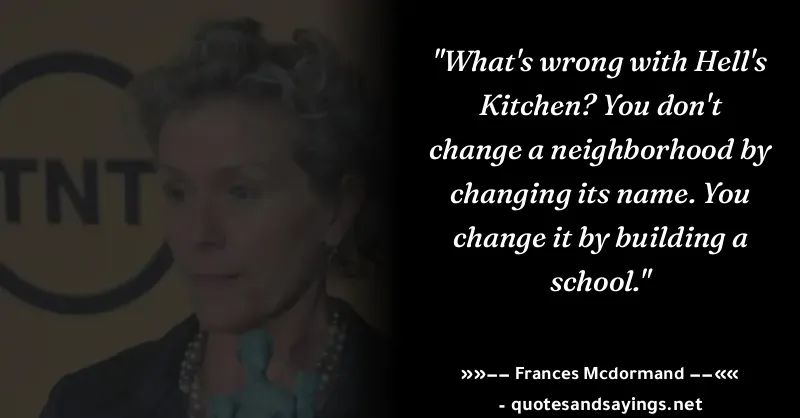 TNT
"What's wrong with Hell's
Kitchen? You don't
change a neighborhood by
changing its name. You
change it by building a
school."
»»−− Frances Mcdormand −−««
- quotesandsayings.net